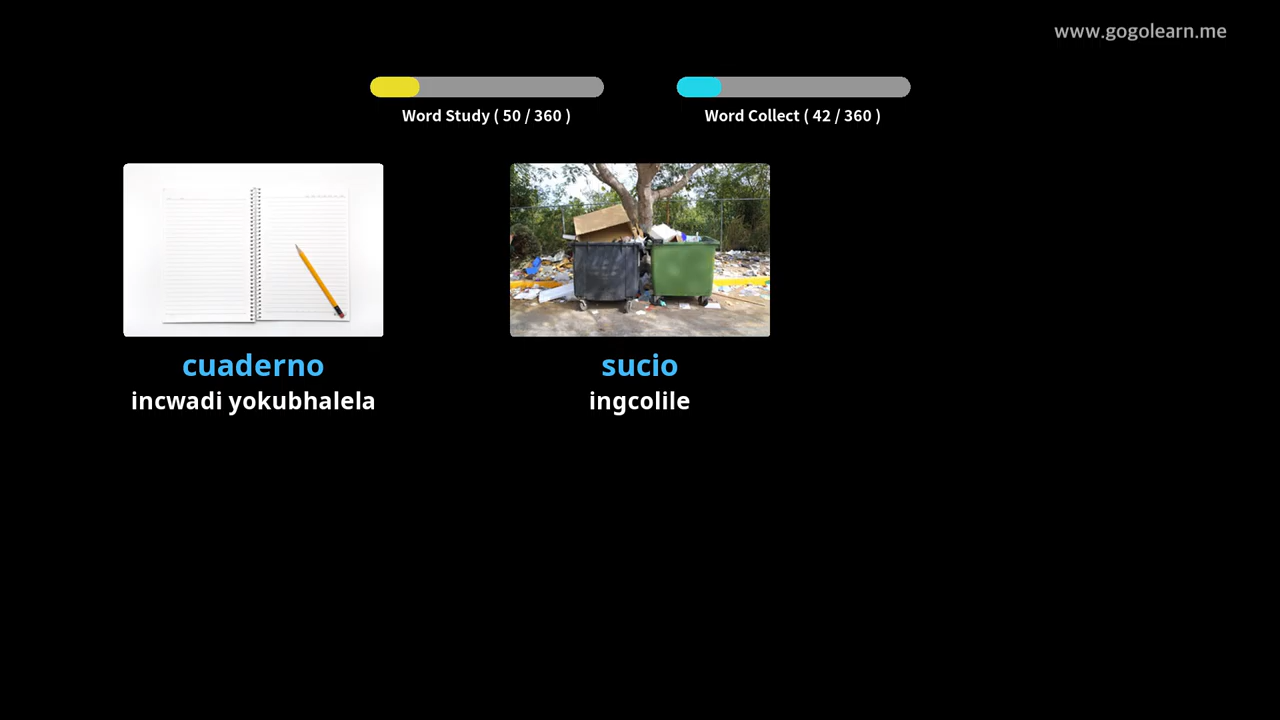 www.gogolearn.me
Word Study ( 50 / 360 )
Word Collect ( 42 / 360 )
cuaderno
incwadi yokubhalela
sucio
ingcolile